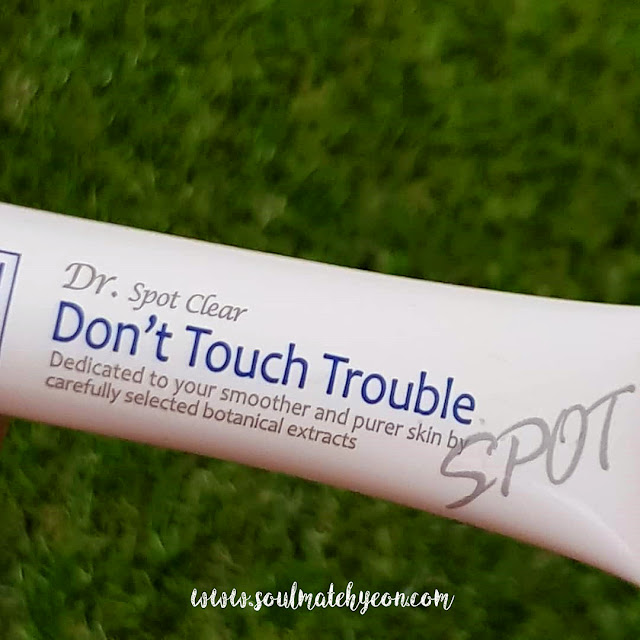 Dr. Spot Clear
Don't Touch Trouble
Dedicated to your smoother and purer skin by
carefully selected botanical extracts
SPOT
www.soulmatehyeon.com